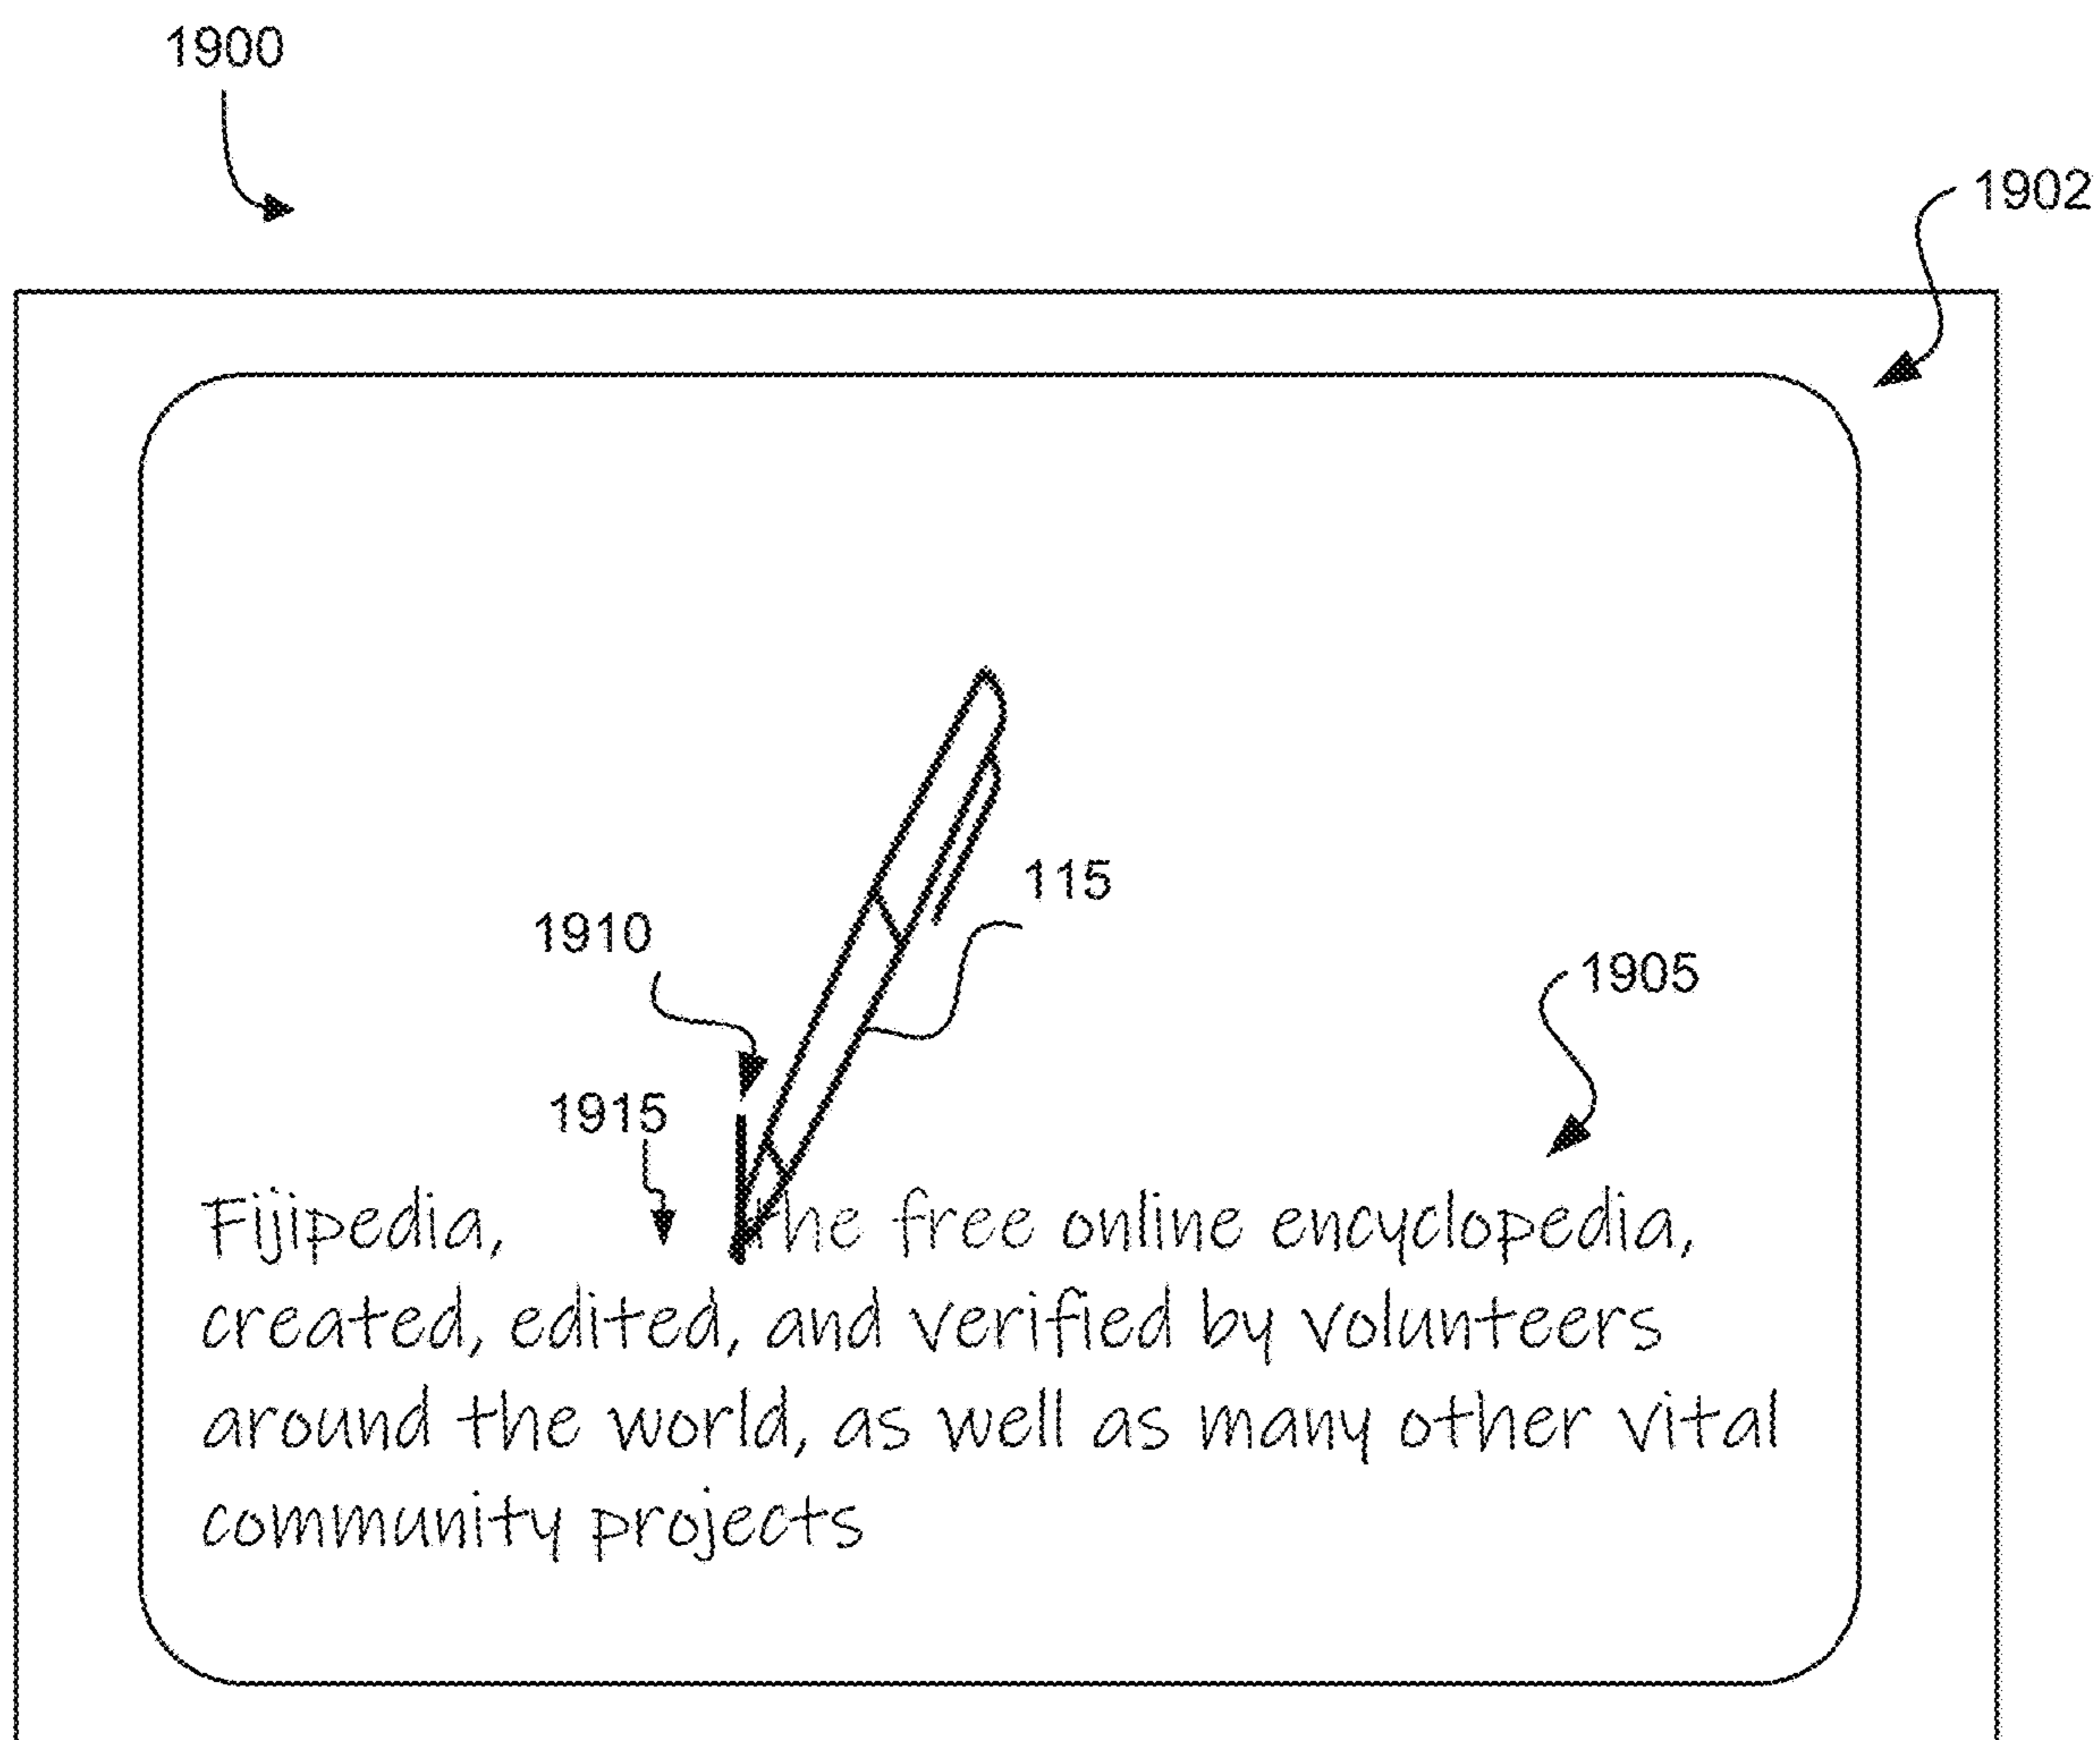 1900
1902
115
1910
1905
1915
Fijipedia, the free online encyclopedia,
created, edited, and verified by volunteers
around the world, as well as many other vital
community projects